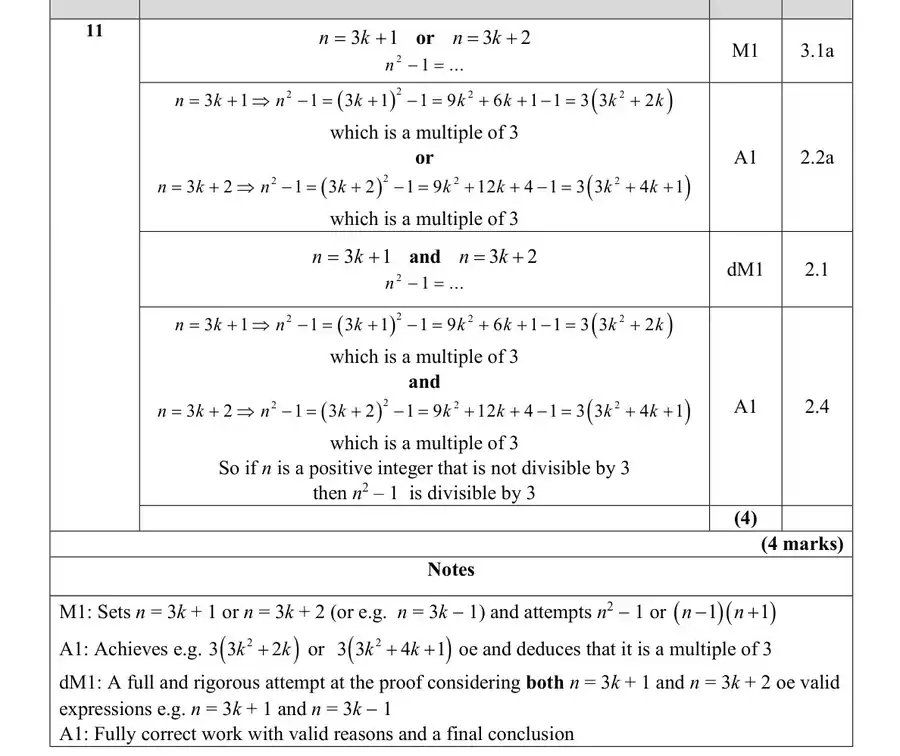 11
n = 3k + 1 or n = 3k + 2
n² − 1 = ...
M1
3.1a
n = 3k + 1 ⇒ n² − 1 = (3k + 1)² − 1 = 9k² + 6k + 1 − 1 = 3(3k² + 2k)
which is a multiple of 3
or
n = 3k + 2 ⇒ n² − 1 = (3k + 2)² − 1 = 9k² + 12k + 4 − 1 = 3(3k² + 4k + 1)
which is a multiple of 3
A1
2.2a
n = 3k + 1 and n = 3k + 2
n² − 1 = ...
dM1
2.1
n = 3k + 1 ⇒ n² − 1 = (3k + 1)² − 1 = 9k² + 6k + 1 − 1 = 3(3k² + 2k)
which is a multiple of 3
and
n = 3k + 2 ⇒ n² − 1 = (3k + 2)² − 1 = 9k² + 12k + 4 − 1 = 3(3k² + 4k + 1)
which is a multiple of 3
So if n is a positive integer that is not divisible by 3
then n² – 1 is divisible by 3
A1
2.4
(4)
(4 marks)
Notes
M1: Sets n = 3k + 1 or n = 3k + 2 (or e.g. n = 3k – 1) and attempts n² – 1 or (n − 1)(n + 1)
A1: Achieves e.g. 3(3k² + 2k) or 3(3k² + 4k + 1) oe and deduces that it is a multiple of 3
dM1: A full and rigorous attempt at the proof considering both n = 3k + 1 and n = 3k + 2 oe valid
expressions e.g. n = 3k + 1 and n = 3k – 1
A1: Fully correct work with valid reasons and a final conclusion